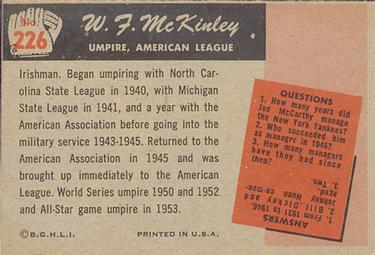 No.
226
W. F. McKinley
UMPIRE, AMERICAN LEAGUE
Irishman. Began umpiring with North Caro-
lina State League in 1940, with Michigan
State League in 1941, and a year with the
American Association before going into the
military service 1943-1945. Returned to the
American Association in 1945 and was
brought up immediately to the American
League. World Series umpire 1950 and 1952
and All-Star game umpire in 1953.
©B.G.H.L.I. PRINTED IN U.S.A.
QUESTIONS
1. How many years did
Joe McCarthy manage
the New York Yankees?
2. Who succeeded him
as manager in 1946?
3. How many managers
have they had since
then?
ANSWERS
1. From 1931 to 1946.
2. Bill Dickey and
Johnny co-man-
aged.
3. Two.